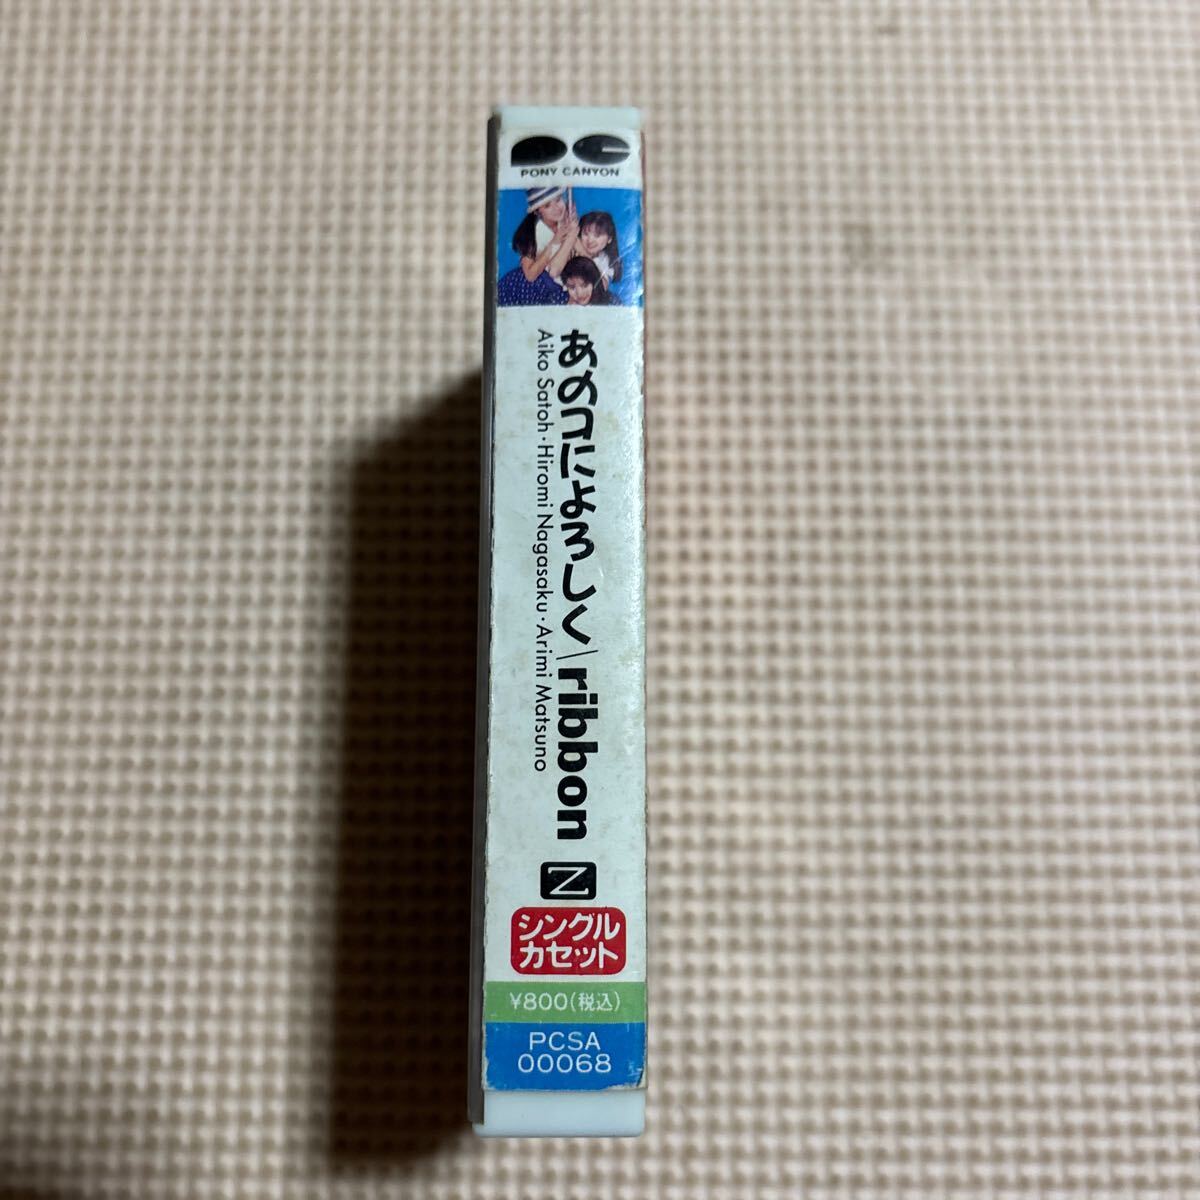 PC
PONY CANYON
あのコによろしく/ribbon
Aiko Satoh・Hiromi Nagasaku・Arimi Matsuno
N
シングル
カセット
¥800(税込)
PCSA
00068